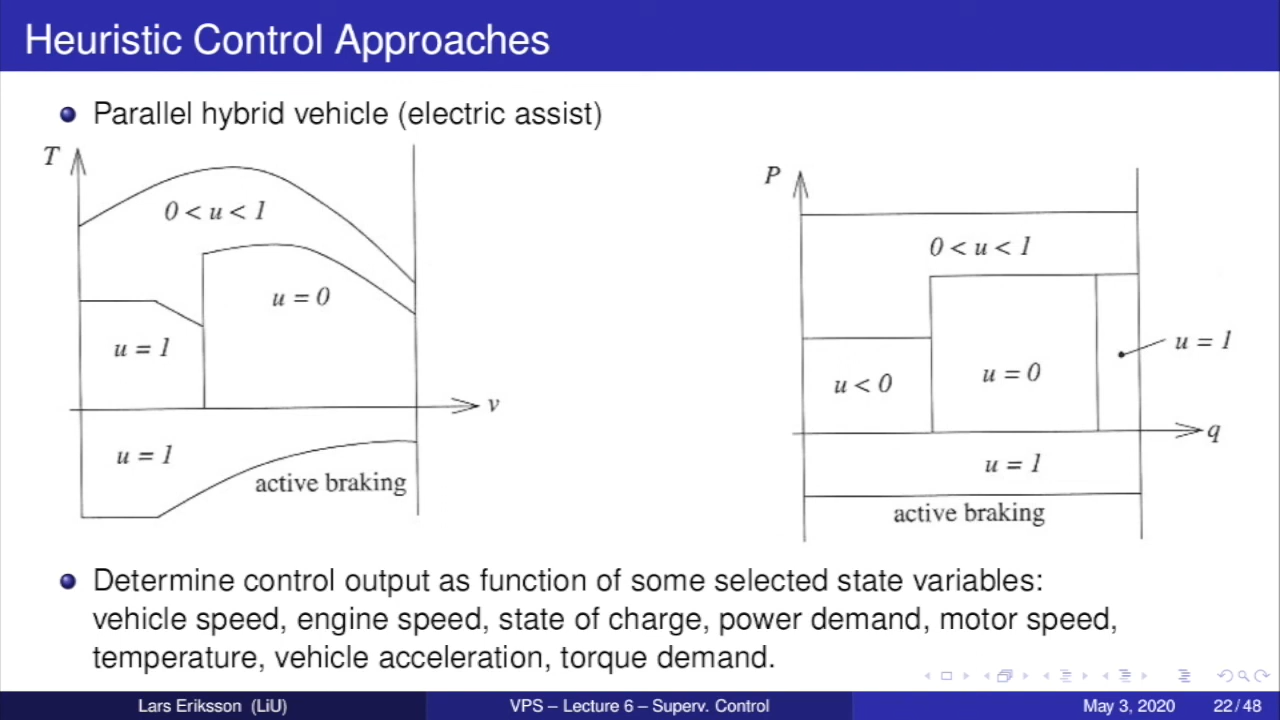 Heuristic Control Approaches
Parallel hybrid vehicle (electric assist)
T
0 < u < 1
u = 0
u = 1
v
u = 1
active braking
P
0 < u < 1
u = 1
u < 0
u = 0
q
u = 1
active braking
Determine control output as function of some selected state variables:
vehicle speed, engine speed, state of charge, power demand, motor speed,
temperature, vehicle acceleration, torque demand.
Lars Eriksson (LiU)
VPS – Lecture 6 – Superv. Control
May 3, 2020
22 / 48